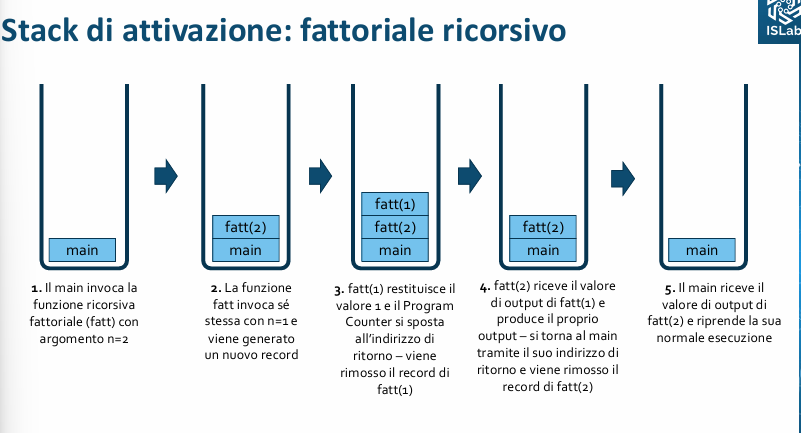 Stack di attivazione: fattoriale ricorsivo
ISLab
main
fatt(2)
main
fatt(1)
fatt(2)
main
fatt(2)
main
main
1. Il main invoca la
funzione ricorsiva
fattoriale (fatt) con
argomento n=2
2. La funzione
fatt invoca sé
stessa con n=1 e
viene generato
un nuovo record
3. fatt(1) restituisce il
valore 1 e il Program
Counter si sposta
all'indirizzo di
ritorno – viene
rimosso il record di
fatt(1)
4. fatt(2) riceve il valore
di output di fatt(1) e
produce il proprio
output – si torna al main
tramite il suo indirizzo di
ritorno e viene rimosso il
record di fatt(2)
5. Il main riceve il
valore di output di
fatt(2) e riprende la sua
normale esecuzione